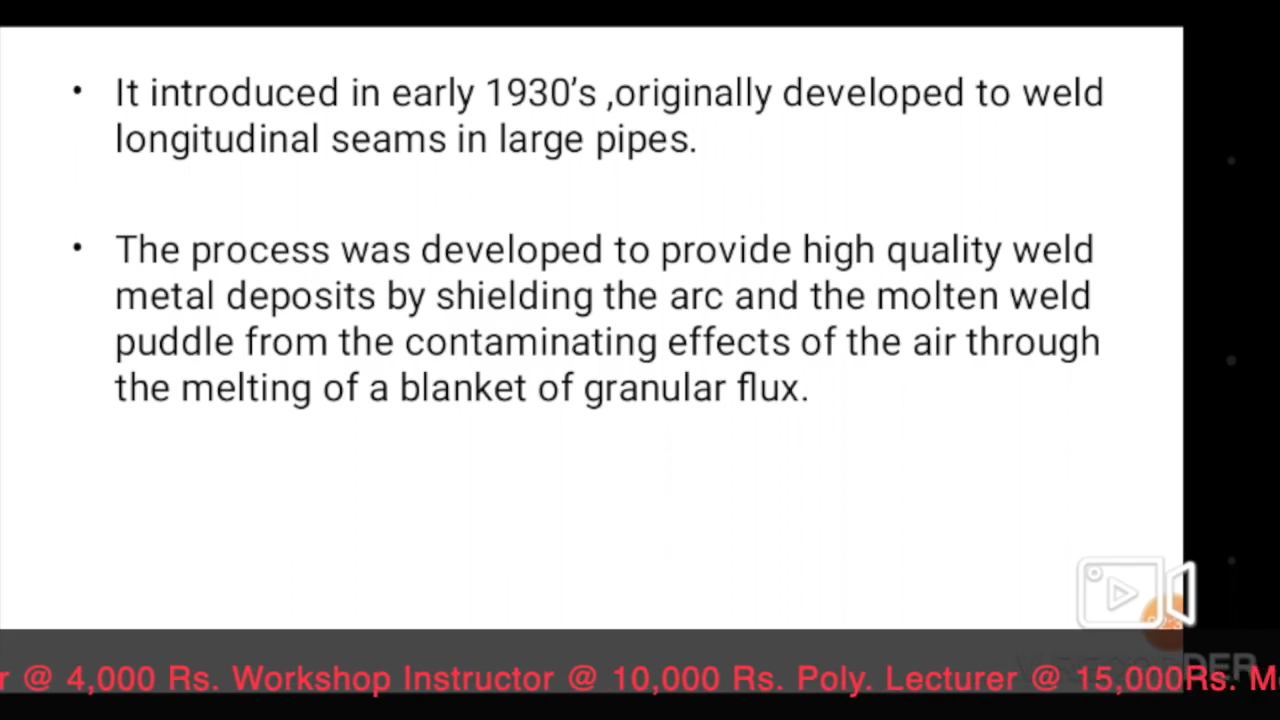 • It introduced in early 1930's ,originally developed to weld
longitudinal seams in large pipes.
• The process was developed to provide high quality weld
metal deposits by shielding the arc and the molten weld
puddle from the contaminating effects of the air through
the melting of a blanket of granular flux.
r @ 4,000 Rs. Workshop Instructor @ 10,000 Rs. Poly. Lecturer @ 15,000Rs. M